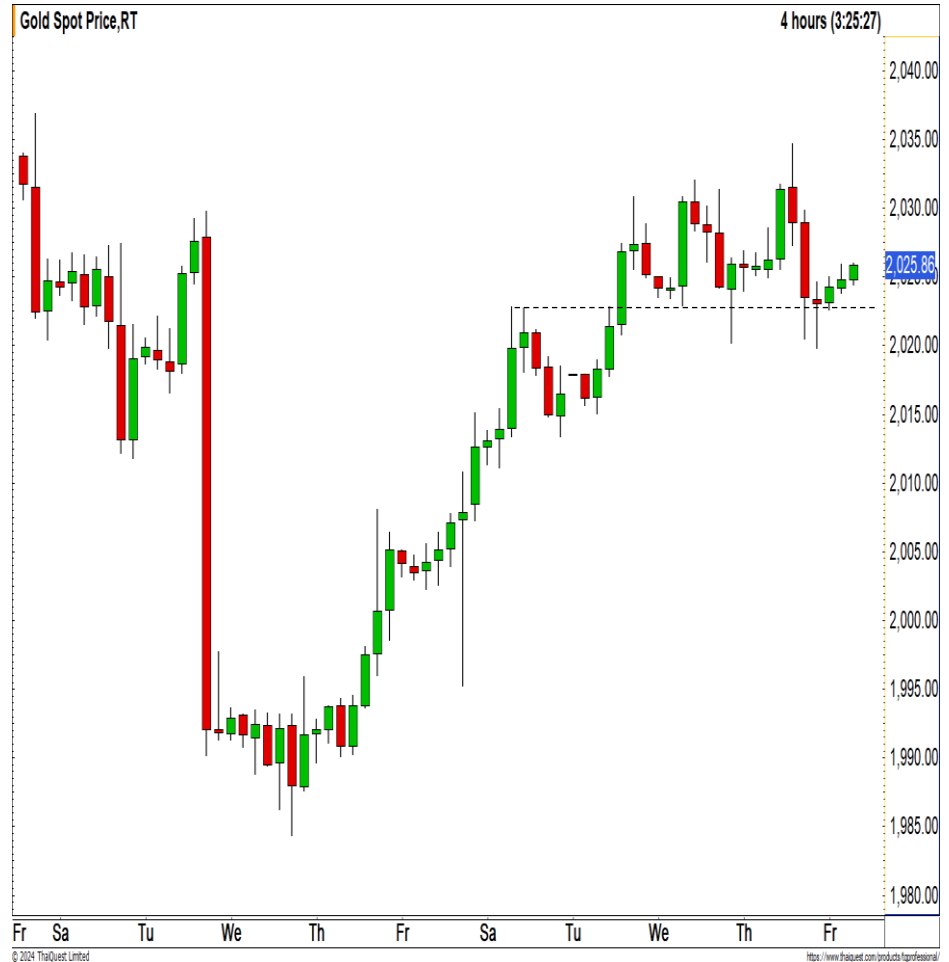 Gold Spot Price,RT
4 hours (3:25:27)
2,040.00
2,035.00
2,030.00
2,025.86
2,020.00
2,015.00
2,010.00
2,005.00
2,000.00
1,995.00
1,990.00
1,985.00
1,980.00
Fr Sa Tu We Th Fr Sa Tu We Th Fr
© 2024 ThaiQuest Limited
https://www.thaiquest.com/products/tqprofessional/